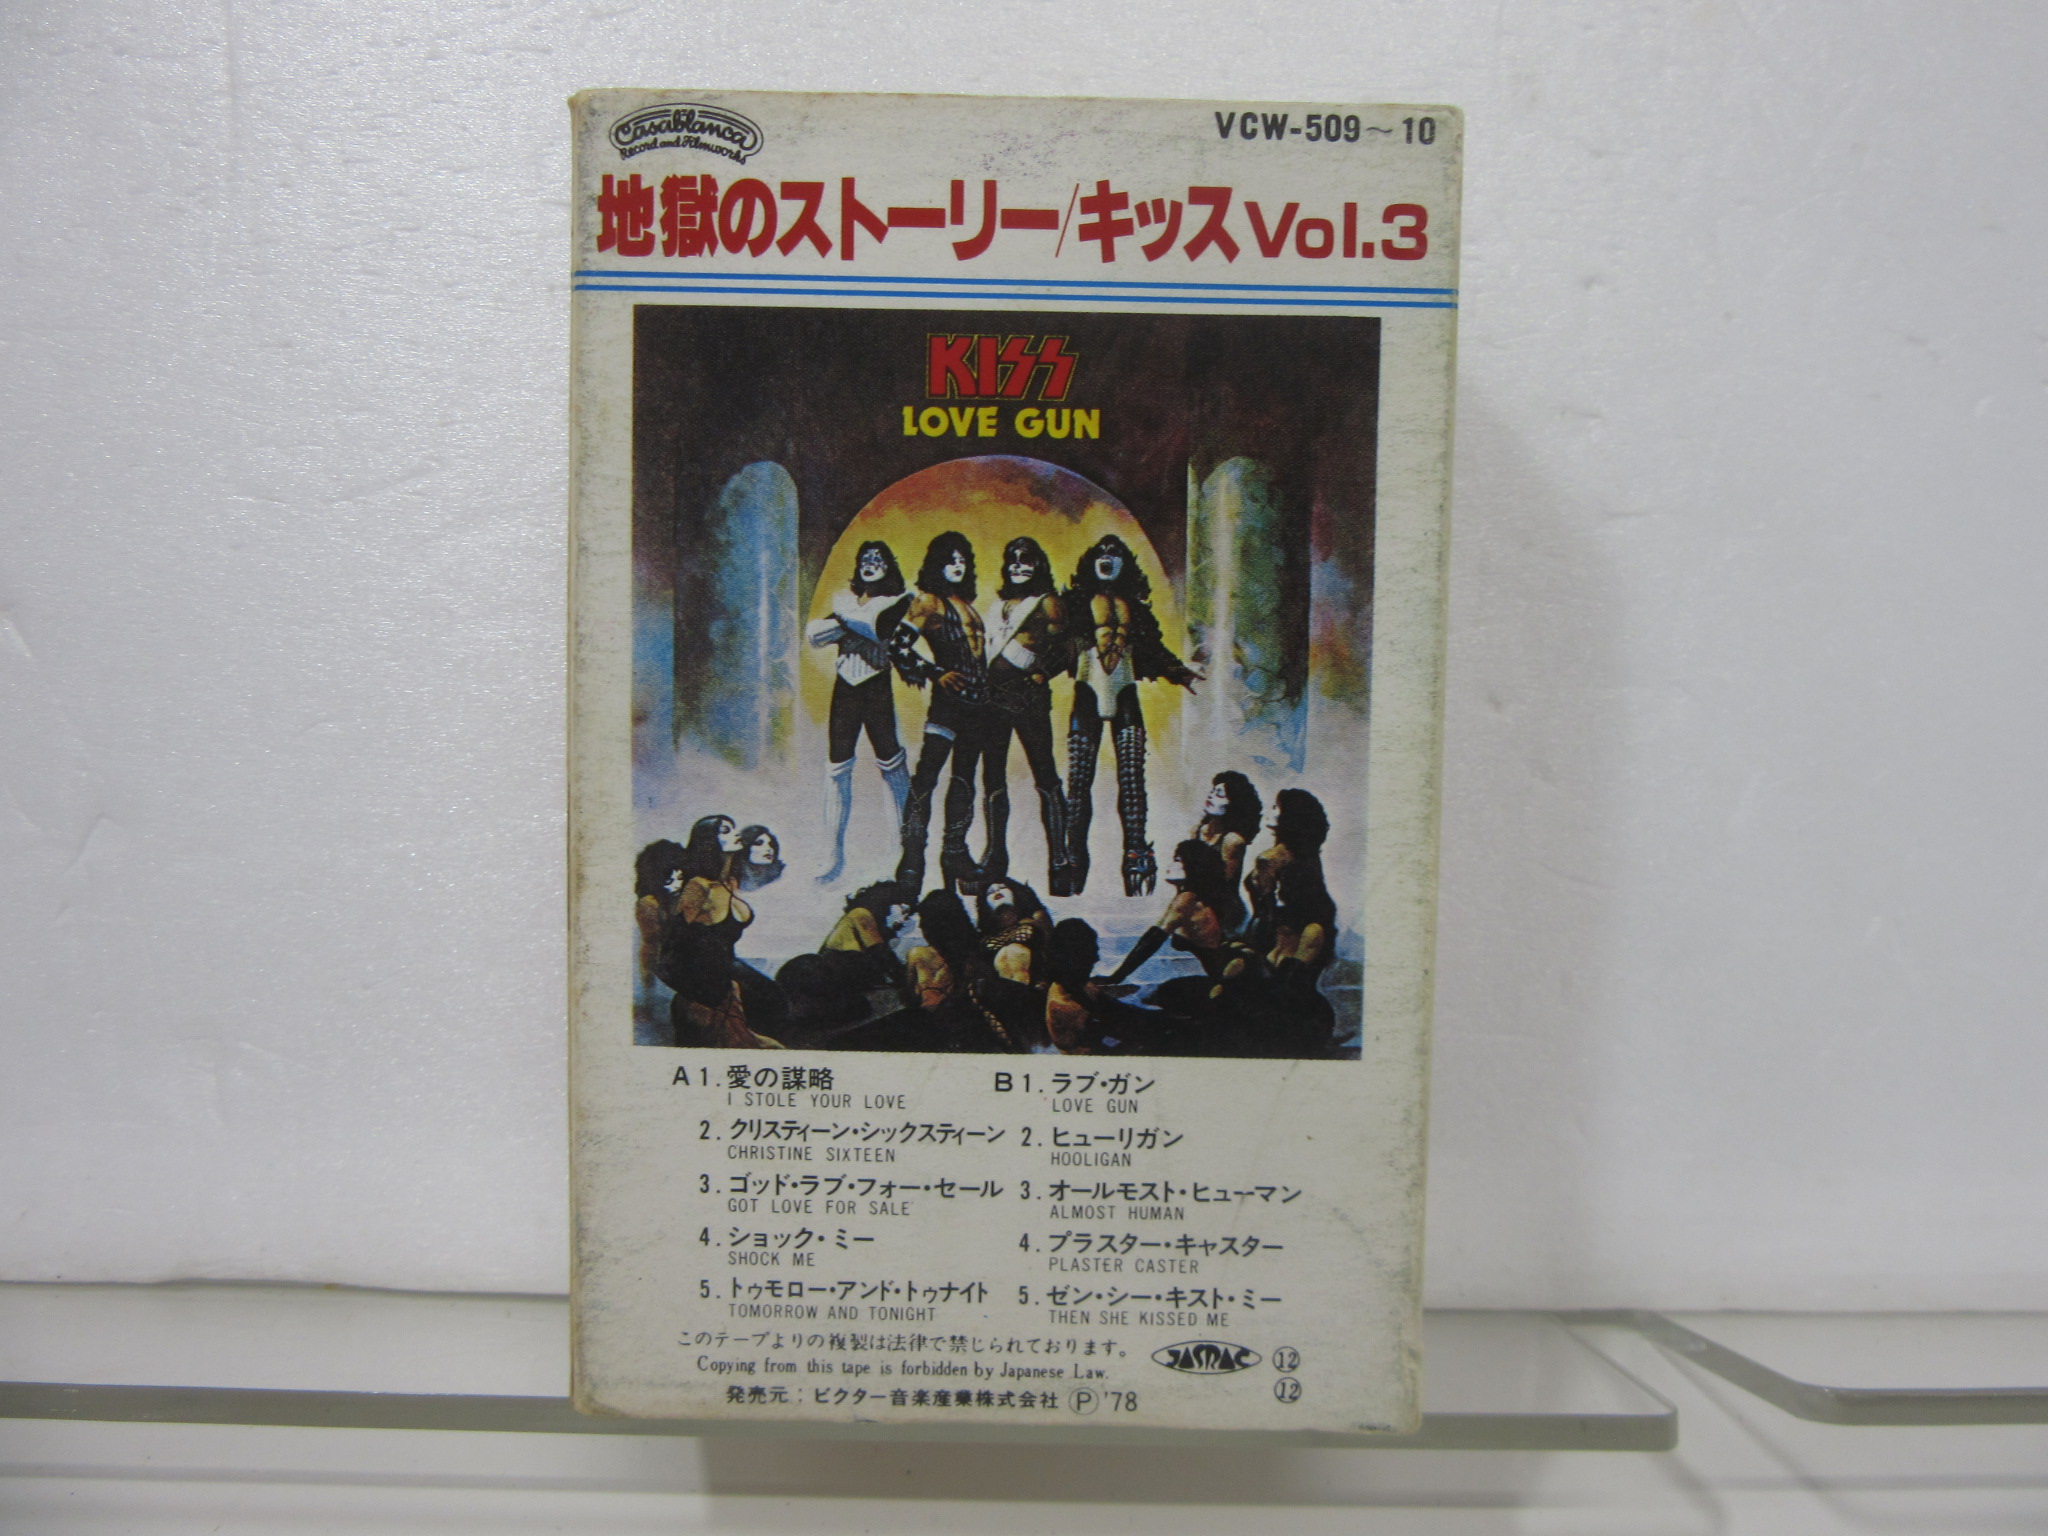 Casablanca
Record and Filmworks
VCW-509～10
地獄のストーリー/キッス Vol.3
KISS
LOVE GUN
A 1. 愛の謀略
I STOLE YOUR LOVE
2. クリスティーン・シックスティーン
CHRISTINE SIXTEEN
3. ゴッド・ラブ・フォー・セール
GOT LOVE FOR SALE
4. ショック・ミー
SHOCK ME
5. トゥモロー・アンド・トゥナイト
TOMORROW AND TONIGHT
B 1. ラブ・ガン
LOVE GUN
2. ヒューリガン
HOOLIGAN
3. オールモスト・ヒューマン
ALMOST HUMAN
4. プラスター・キャスター
PLASTER CASTER
5. ゼン・シー・キスト・ミー
THEN SHE KISSED ME
このテープよりの複製は法律で禁じられております。
Copying from this tape is forbidden by Japanese Law.
JASRAC ⑫
⑫
発売元；ビクター音楽産業株式会社 Ⓟ '78